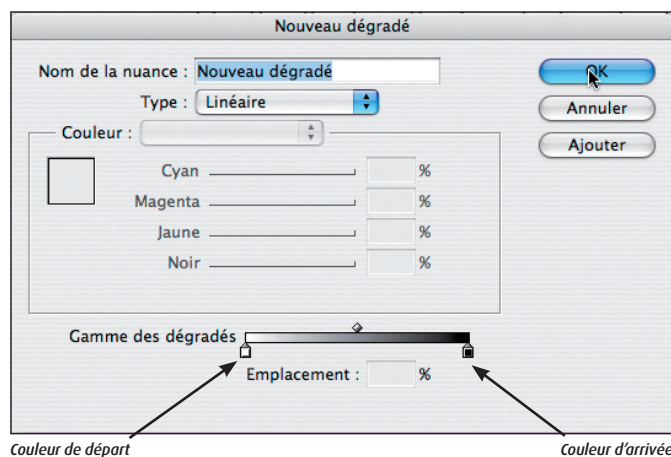 Nouveau dégradé
Nom de la nuance : Nouveau dégradé
OK
Type : Linéaire
Annuler
Couleur :
Ajouter
Cyan %
Magenta %
Jaune %
Noir %
Gamme des dégradés
Emplacement : %
Couleur de départ
Couleur d'arrivée